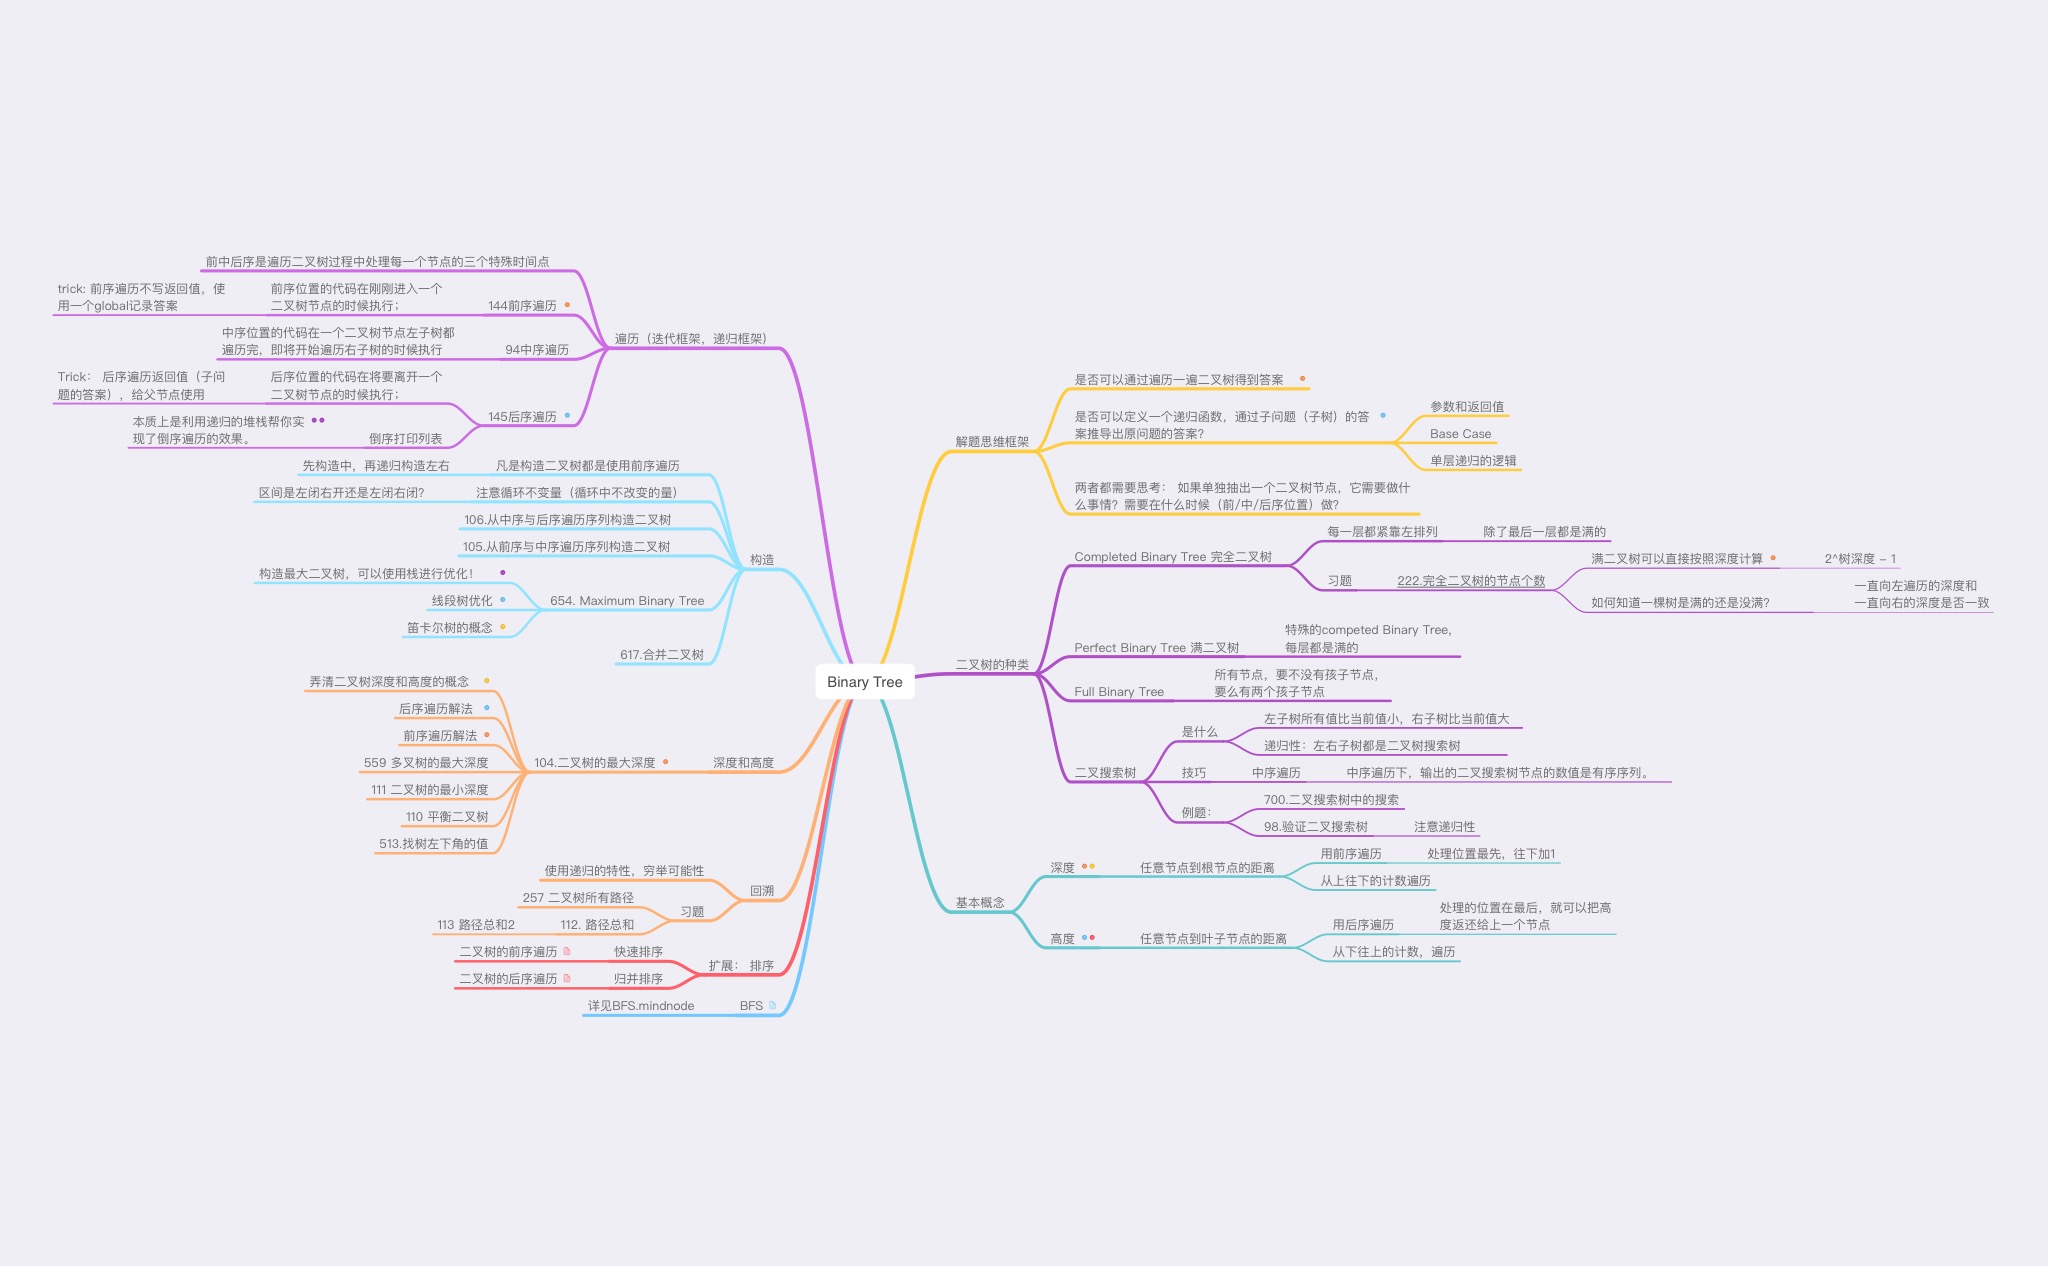 Binary Tree
解题思维框架
是否可以通过遍历一遍二叉树得到答案
是否可以定义一个递归函数，通过子问题（子树）的答
案推导出原问题的答案？
参数和返回值
Base Case
单层递归的逻辑
两者都需要思考： 如果单独抽出一个二叉树节点，它需要做什
么事情？需要在什么时候（前/中/后序位置）做？
二叉树的种类
Completed Binary Tree 完全二叉树
每一层都紧靠左排列
除了最后一层都是满的
习题
222.完全二叉树的节点个数
满二叉树可以直接按照深度计算
2^树深度 - 1
如何知道一棵树是满的还是没满？
一直向左遍历的深度和
一直向右的深度是否一致
Perfect Binary Tree 满二叉树
特殊的competed Binary Tree,
每层都是满的
Full Binary Tree
所有节点，要不没有孩子节点，
要么有两个孩子节点
二叉搜索树
是什么
左子树所有值比当前值小，右子树比当前值大
递归性：左右子树都是二叉树搜索树
技巧
中序遍历
中序遍历下，输出的二叉搜索树节点的数值是有序序列。
例题：
700.二叉搜索树中的搜索
98.验证二叉搜索树
注意递归性
基本概念
深度
任意节点到根节点的距离
用前序遍历
处理位置最先，往下加1
从上往下的计数遍历
高度
任意节点到叶子节点的距离
用后序遍历
处理的位置在最后，就可以把高
度返还给上一个节点
从下往上的计数，遍历
遍历（迭代框架，递归框架）
前中后序是遍历二叉树过程中处理每一个节点的三个特殊时间点
144前序遍历
前序位置的代码在刚刚进入一个
二叉树节点的时候执行；
trick: 前序遍历不写返回值，使
用一个global记录答案
94中序遍历
中序位置的代码在一个二叉树节点左子树都
遍历完，即将开始遍历右子树的时候执行
145后序遍历
后序位置的代码在将要离开一个
二叉树节点的时候执行；
Trick： 后序遍历返回值（子问
题的答案），给父节点使用
倒序打印列表
本质上是利用递归的堆栈帮你实
现了倒序遍历的效果。
构造
凡是构造二叉树都是使用前序遍历
先构造中，再递归构造左右
注意循环不变量（循环中不改变的量）
区间是左闭右开还是左闭右闭？
106.从中序与后序遍历序列构造二叉树
105.从前序与中序遍历序列构造二叉树
654. Maximum Binary Tree
构造最大二叉树，可以使用栈进行优化！
线段树优化
笛卡尔树的概念
617.合并二叉树
深度和高度
104.二叉树的最大深度
弄清二叉树深度和高度的概念
后序遍历解法
前序遍历解法
559 多叉树的最大深度
111 二叉树的最小深度
110 平衡二叉树
513.找树左下角的值
回溯
使用递归的特性，穷举可能性
习题
257 二叉树所有路径
112. 路径总和
113 路径总和2
扩展： 排序
快速排序
二叉树的前序遍历
归并排序
二叉树的后序遍历
BFS
详见BFS.mindnode